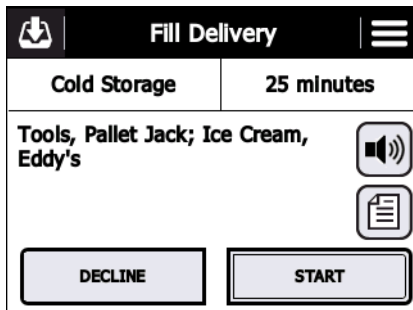 Fill Delivery
Cold Storage
25 minutes
Tools, Pallet Jack; Ice Cream,
Eddy's
DECLINE
START